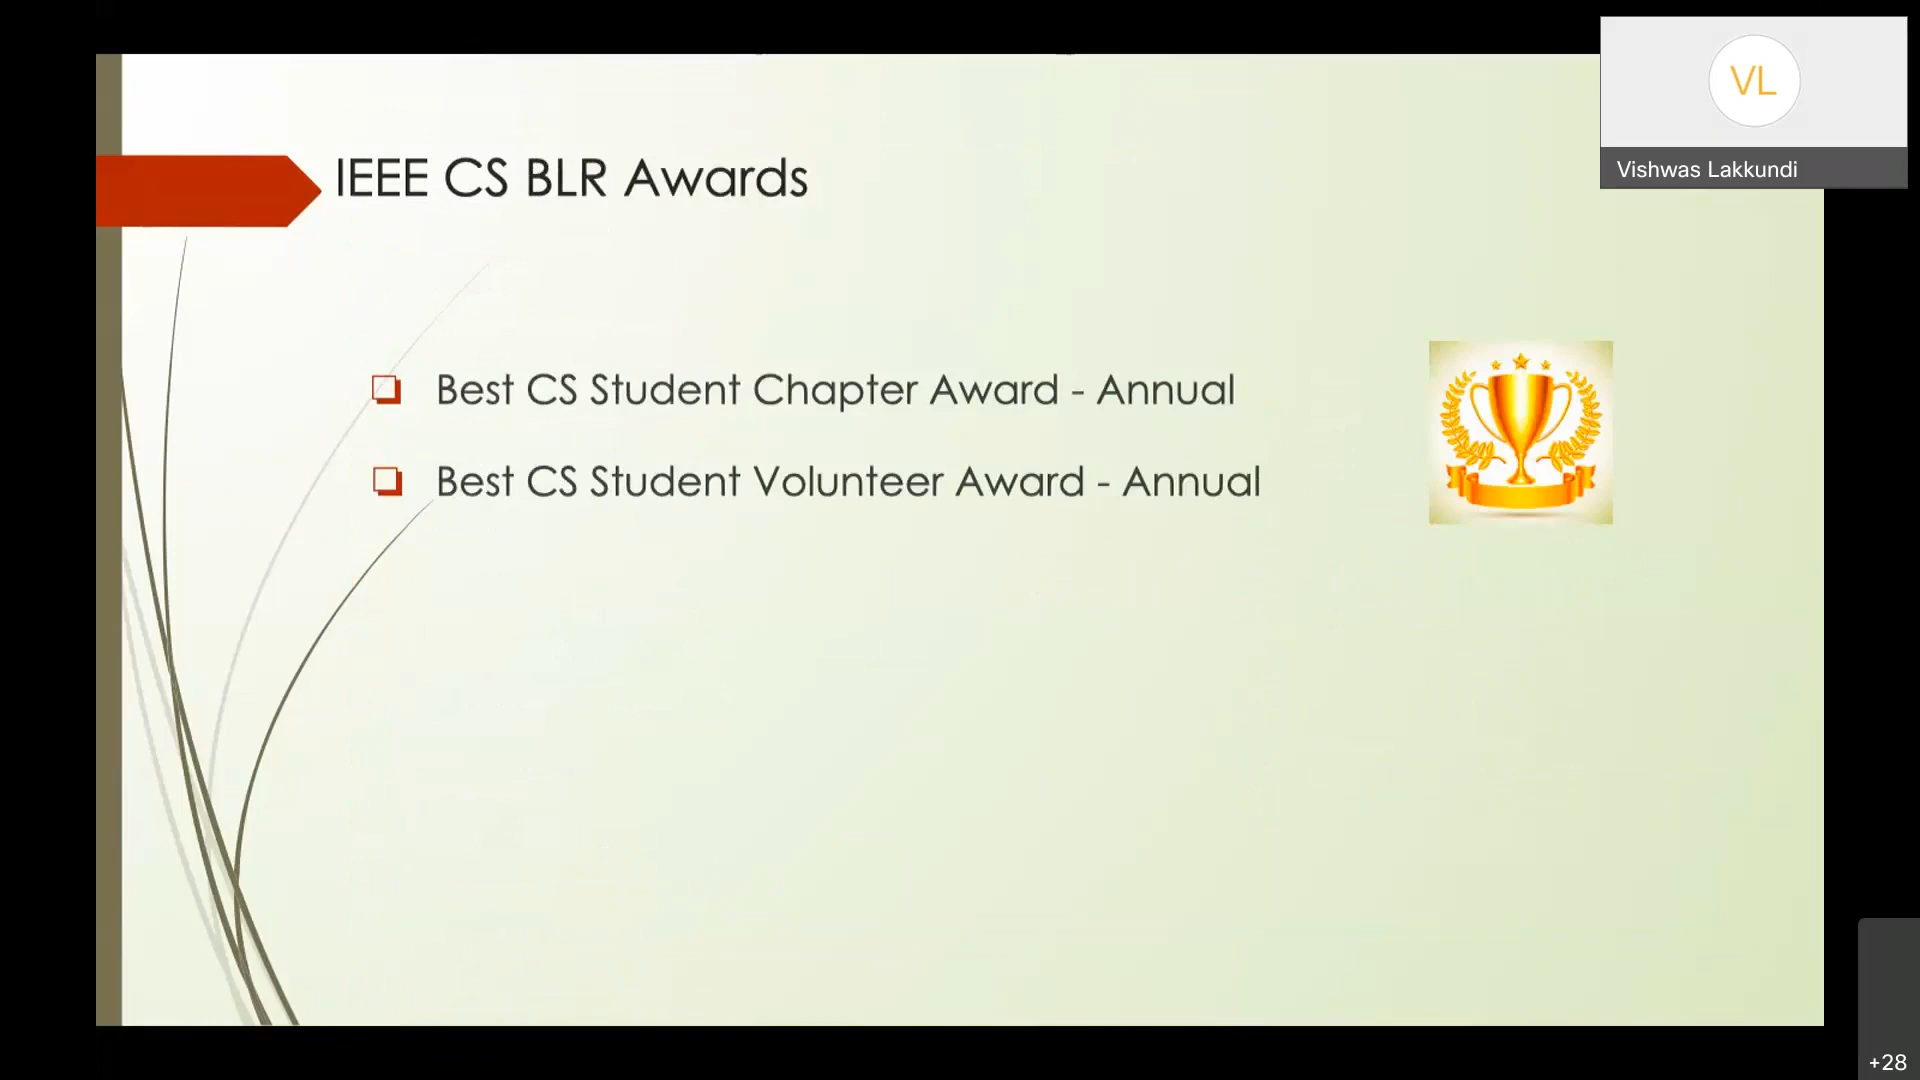 VL
Vishwas Lakkundi
IEEE CS BLR Awards
Best CS Student Chapter Award - Annual
Best CS Student Volunteer Award - Annual
+28